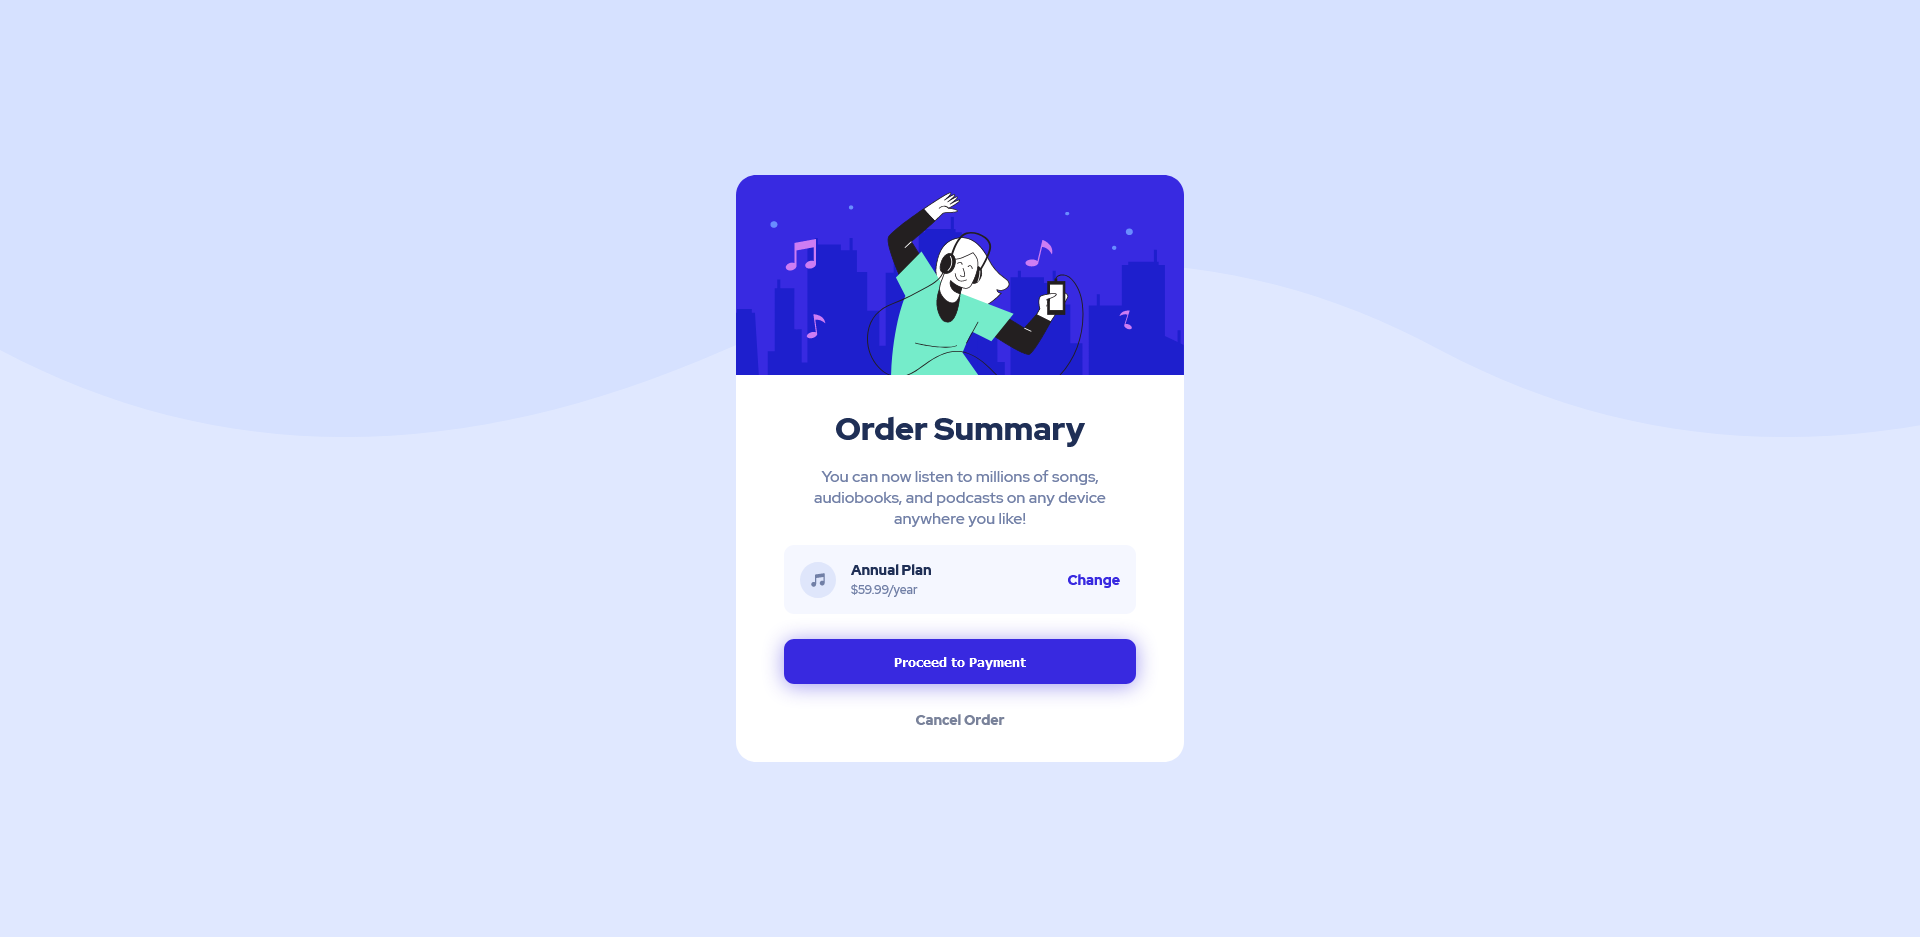 Order Summary
You can now listen to millions of songs,
audiobooks, and podcasts on any device
anywhere you like!
Annual Plan
$59.99/year
Change
Proceed to Payment
Cancel Order